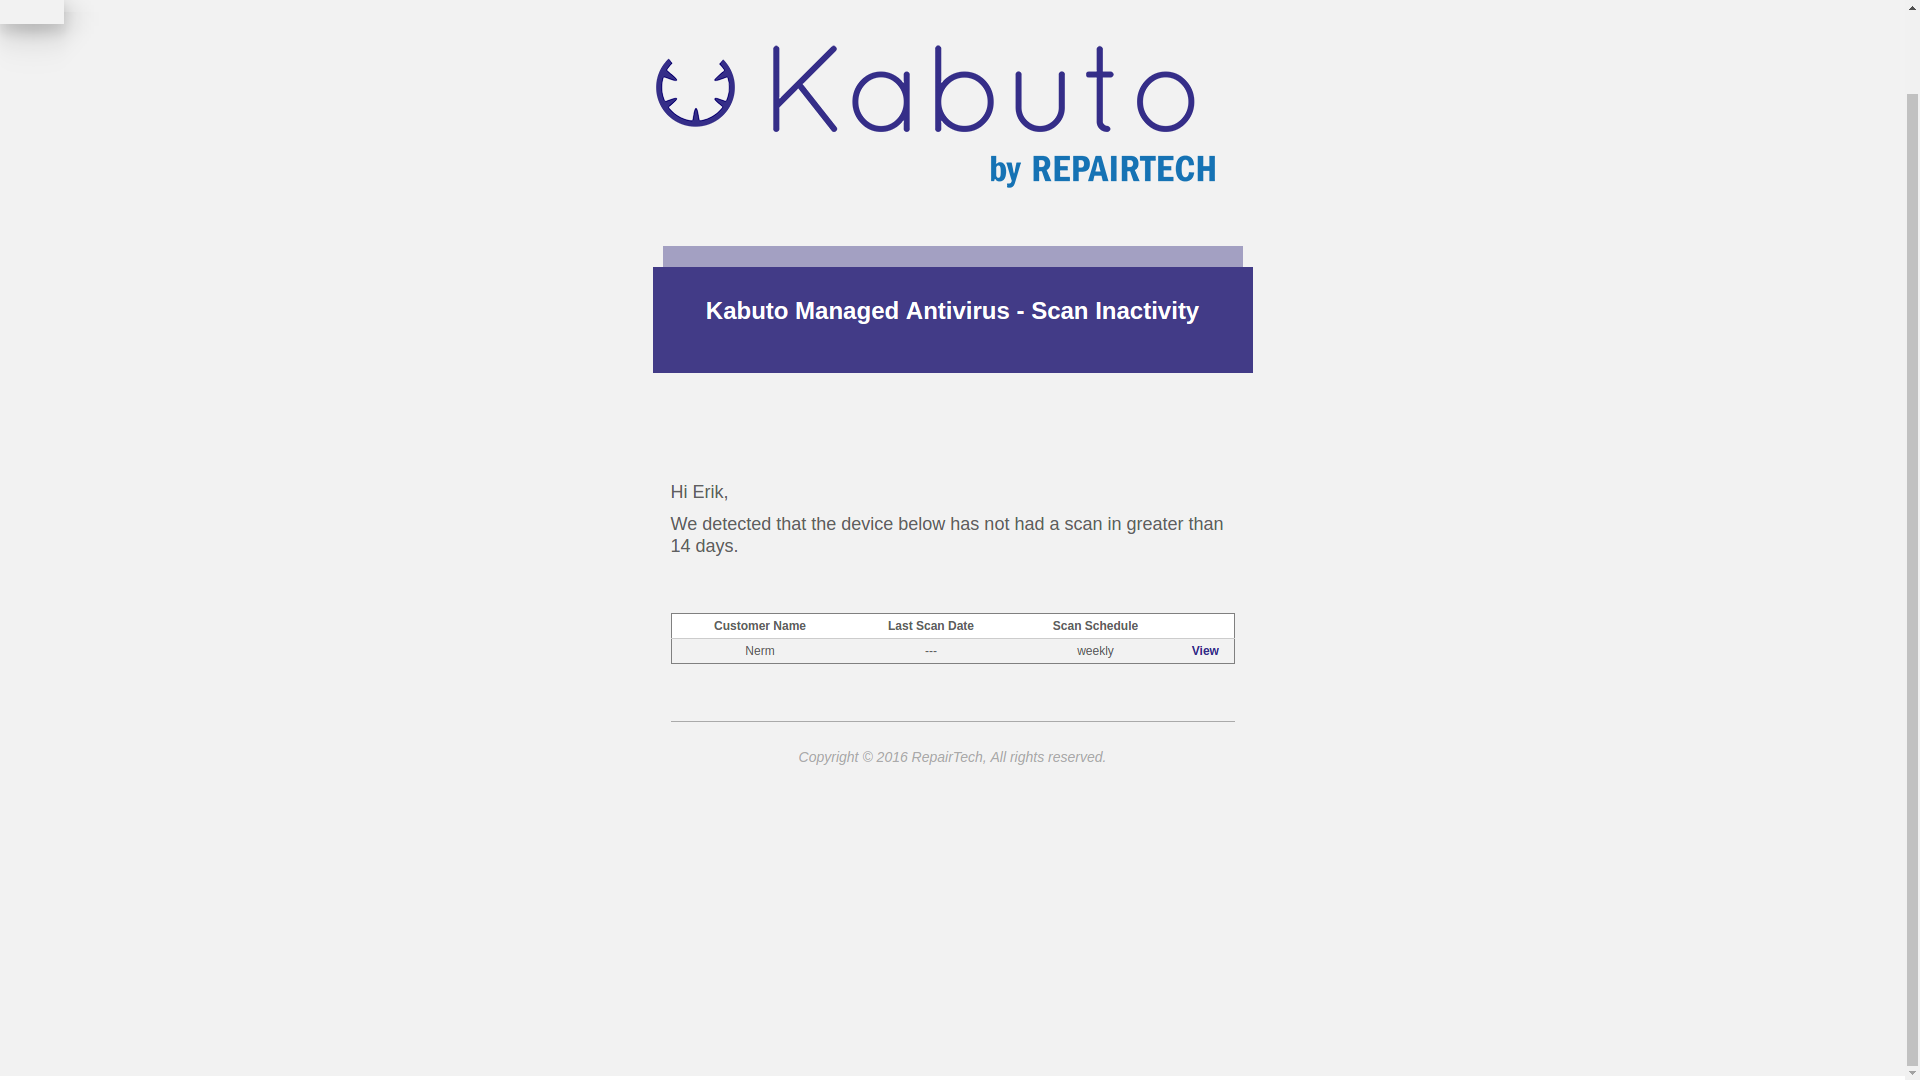 Kabuto
by REPAIRTECH
Kabuto Managed Antivirus - Scan Inactivity
Hi Erik,
We detected that the device below has not had a scan in greater than
14 days.
Customer Name Last Scan Date Scan Schedule
Nerm --- weekly View
Copyright © 2016 RepairTech, All rights reserved.